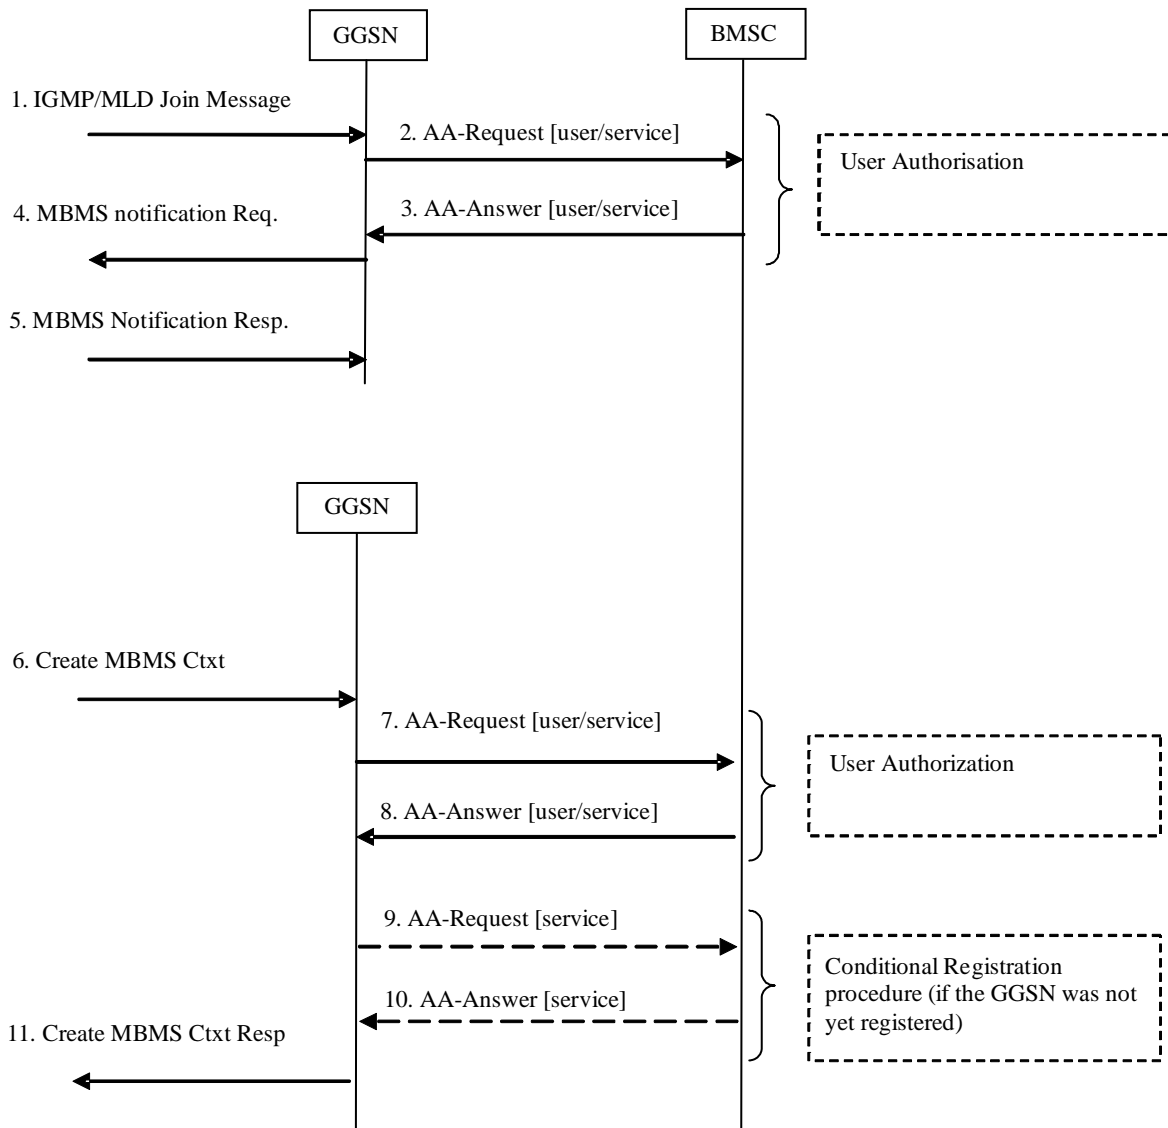 GGSN
BMSC
1. IGMP/MLD Join Message
2. AA-Request [user/service]
User Authorisation
3. AA-Answer [user/service]
4. MBMS notification Req.
5. MBMS Notification Resp.
GGSN
6. Create MBMS Ctxt
7. AA-Request [user/service]
User Authorization
8. AA-Answer [user/service]
9. AA-Request [service]
Conditional Registration
procedure (if the GGSN was not
yet registered)
10. AA-Answer [service]
11. Create MBMS Ctxt Resp